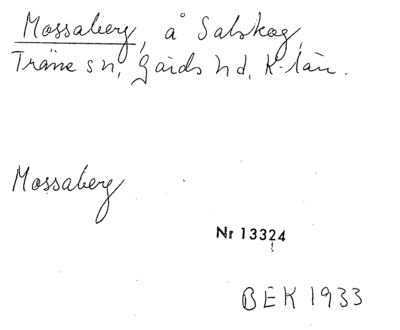 Mossaberg, å Salskog,
Träne sn, Gärds hd, K-län.
Mossaberg
Nr 13324
BEK 1933